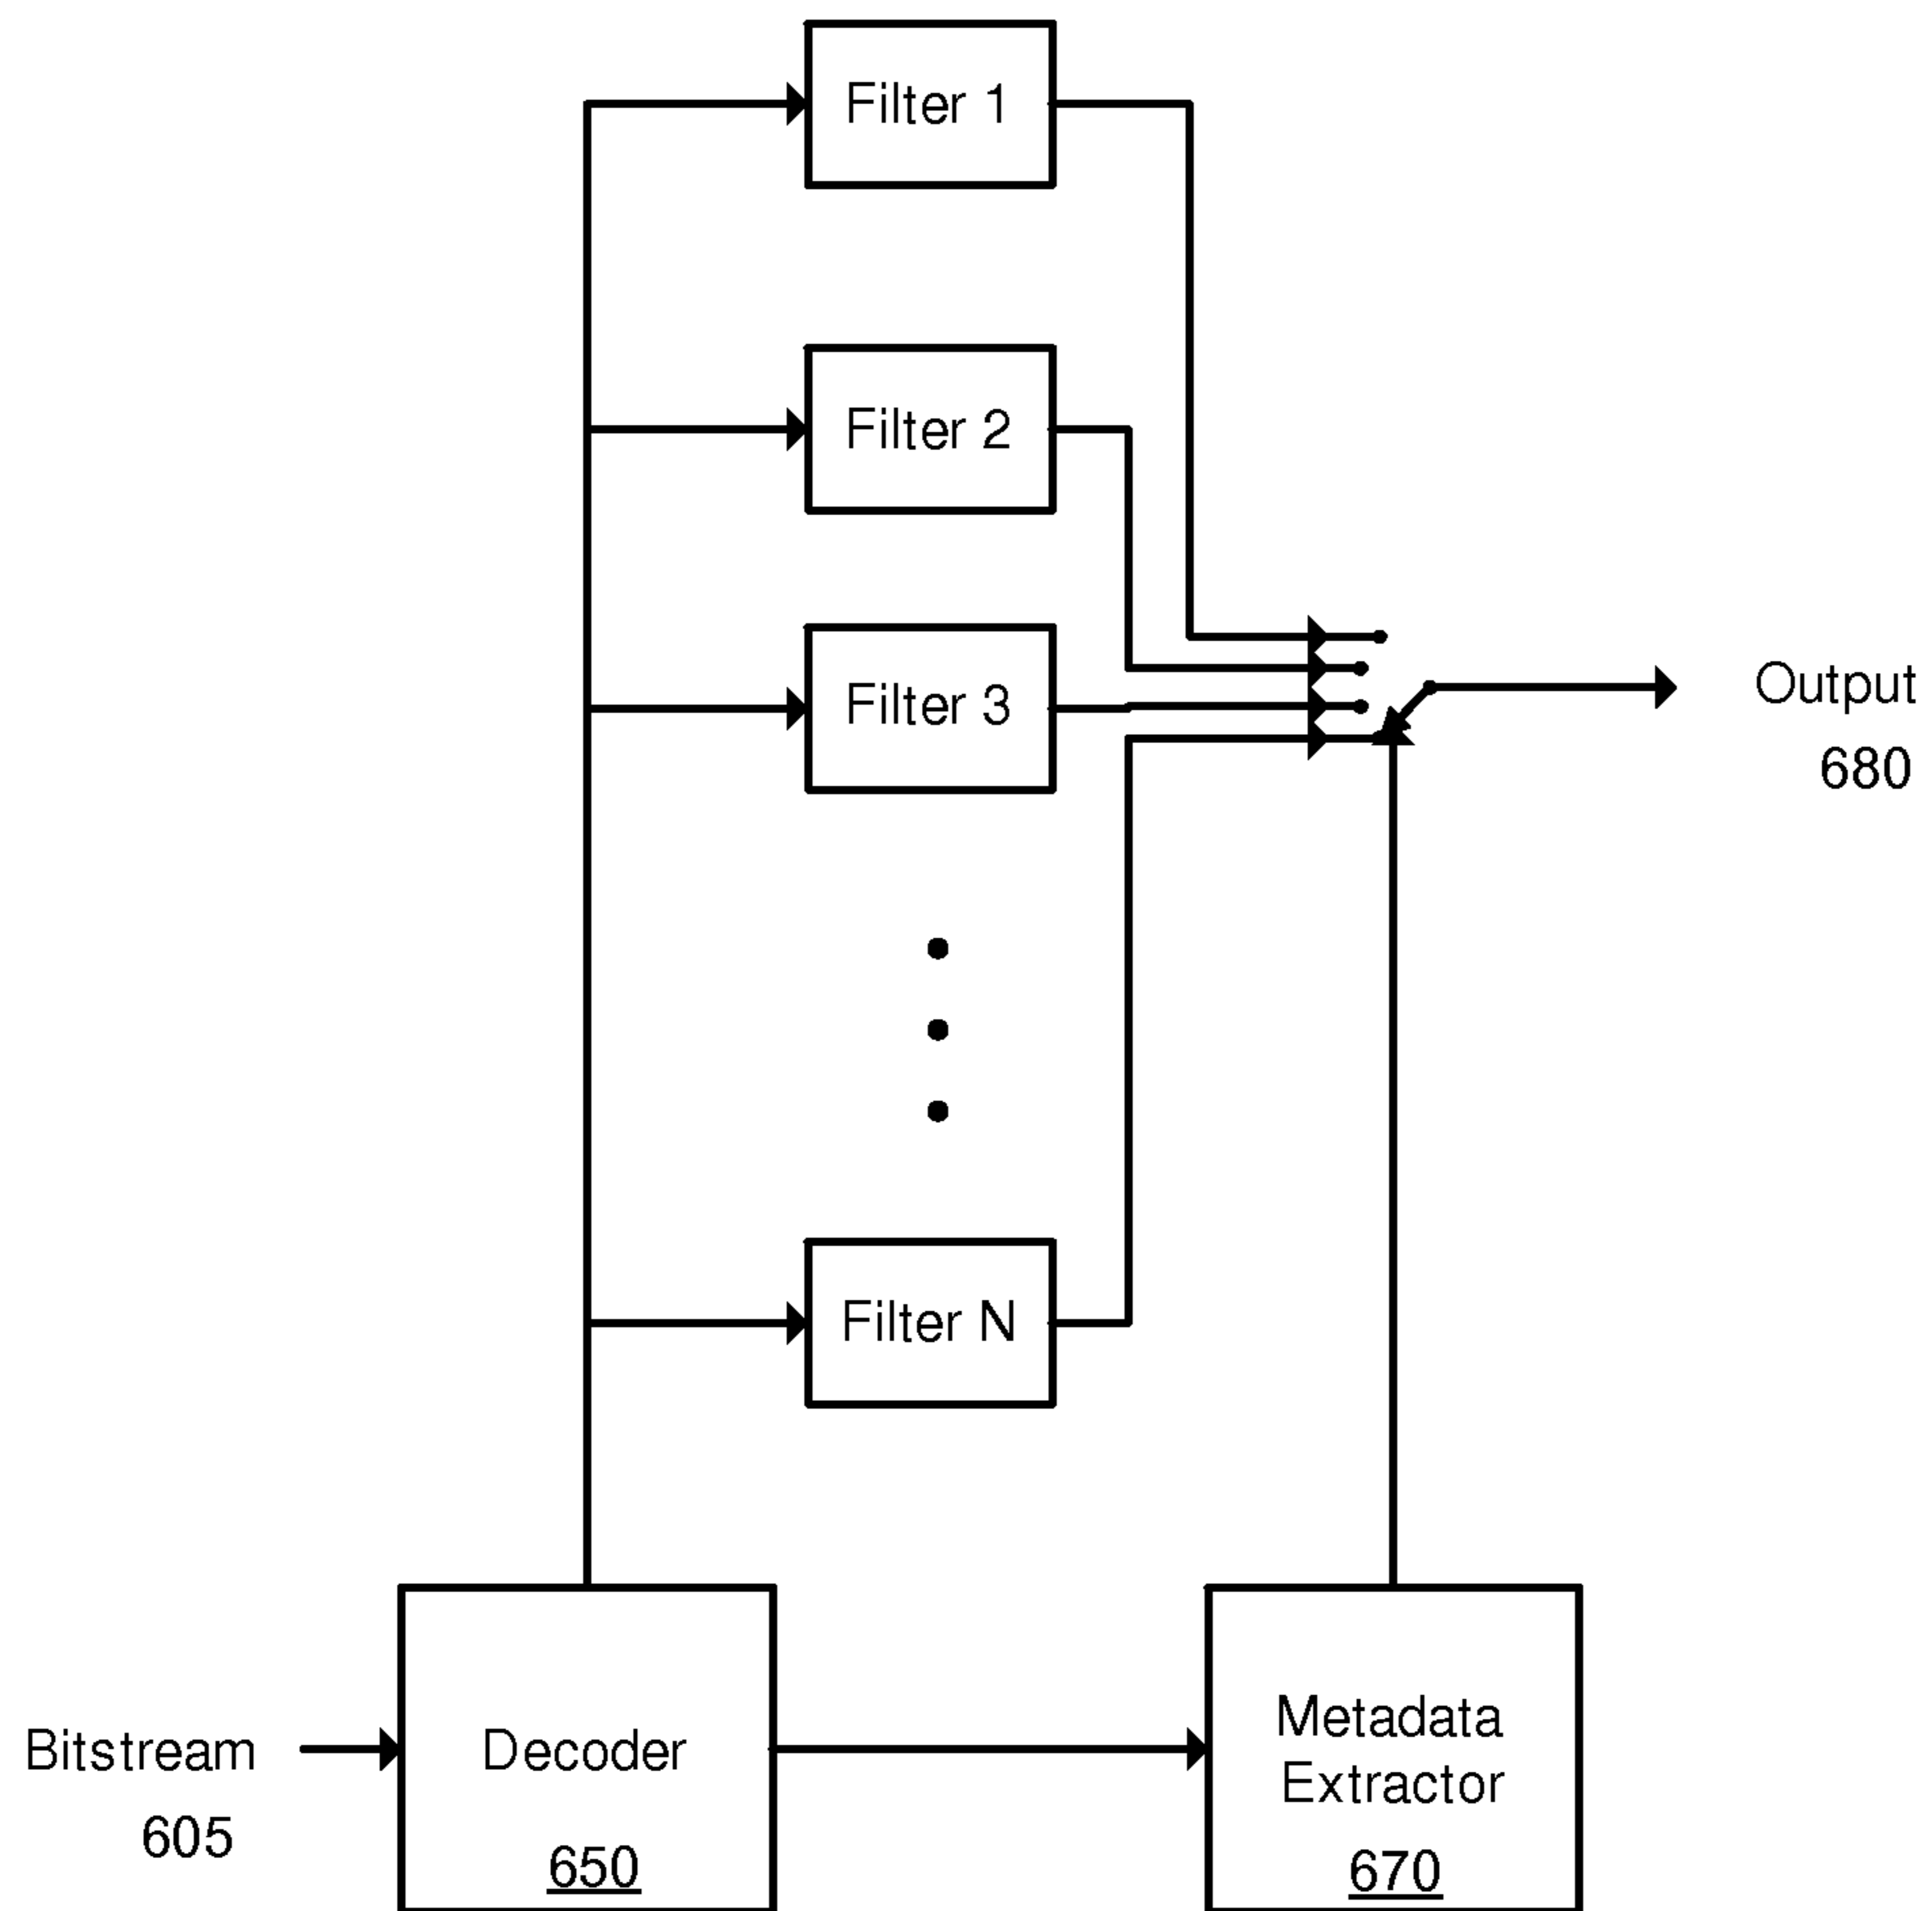 Filter 1
Filter 2
Filter 3
Output
680
Filter N
Bitstream
605
Decoder
650
Metadata
Extractor
670